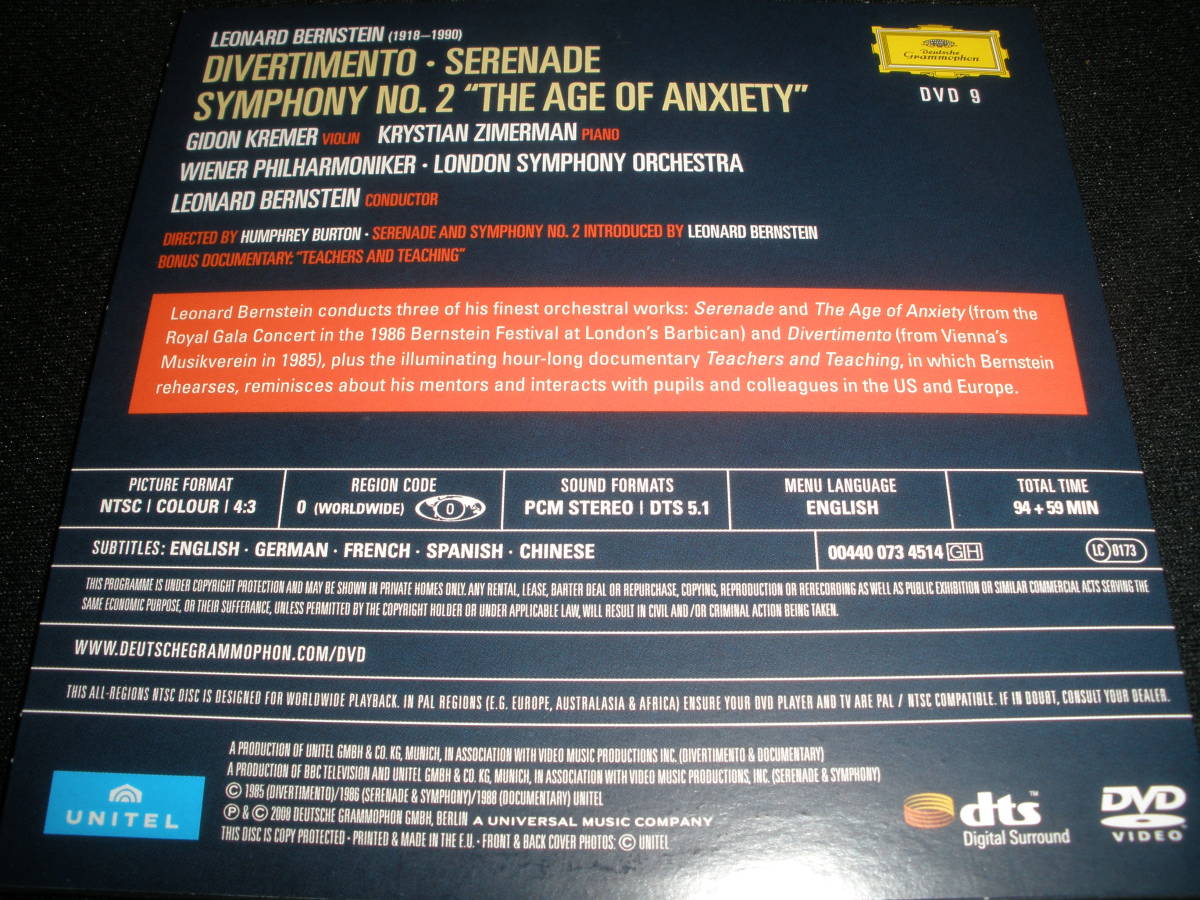 LEONARD BERNSTEIN (1918–1990)
DIVERTIMENTO · SERENADE
SYMPHONY NO. 2 “THE AGE OF ANXIETY”
GIDON KREMER VIOLIN KRYSTIAN ZIMERMAN PIANO
WIENER PHILHARMONIKER · LONDON SYMPHONY ORCHESTRA
LEONARD BERNSTEIN CONDUCTOR
DIRECTED BY HUMPHREY BURTON · SERENADE AND SYMPHONY NO. 2 INTRODUCED BY LEONARD BERNSTEIN
BONUS DOCUMENTARY: “TEACHERS AND TEACHING”
Deutsche
Grammophon
DVD 9
Leonard Bernstein conducts three of his finest orchestral works: Serenade and The Age of Anxiety (from the
Royal Gala Concert in the 1986 Bernstein Festival at London’s Barbican) and Divertimento (from Vienna’s
Musikverein in 1985), plus the illuminating hour-long documentary Teachers and Teaching, in which Bernstein
rehearses, reminisces about his mentors and interacts with pupils and colleagues in the US and Europe.
PICTURE FORMAT
NTSC | COLOUR | 4:3
REGION CODE
0 (WORLDWIDE) 0
SOUND FORMATS
PCM STEREO | DTS 5.1
MENU LANGUAGE
ENGLISH
TOTAL TIME
94 + 59 MIN
SUBTITLES: ENGLISH · GERMAN · FRENCH · SPANISH · CHINESE
00440 073 4514 GH
LC 0173
THIS PROGRAMME IS UNDER COPYRIGHT PROTECTION AND MAY BE SHOWN IN PRIVATE HOMES ONLY. ANY RENTAL, LEASE, BARTER DEAL OR REPURCHASE, COPYING, REPRODUCTION OR RERECORDING AS WELL AS PUBLIC EXHIBITION OR SIMILAR COMMERCIAL ACTS SERVING THE
SAME ECONOMIC PURPOSE, OR THEIR SUFFERANCE, UNLESS PERMITTED BY THE COPYRIGHT HOLDER OR UNDER APPLICABLE LAW, WILL RESULT IN CIVIL AND/OR CRIMINAL ACTION BEING TAKEN.
WWW.DEUTSCHEGRAMMOPHON.COM/DVD
THIS ALL-REGIONS NTSC DISC IS DESIGNED FOR WORLDWIDE PLAYBACK. IN PAL REGIONS (E.G. EUROPE, AUSTRALASIA & AFRICA) ENSURE YOUR DVD PLAYER AND TV ARE PAL / NTSC COMPATIBLE. IF IN DOUBT, CONSULT YOUR DEALER.
UNITEL
A PRODUCTION OF UNITEL GMBH & CO. KG, MUNICH, IN ASSOCIATION WITH VIDEO MUSIC PRODUCTIONS INC. (DIVERTIMENTO & DOCUMENTARY)
A PRODUCTION OF BBC TELEVISION AND UNITEL GMBH & CO. KG, MUNICH, IN ASSOCIATION WITH VIDEO MUSIC PRODUCTIONS, INC. (SERENADE & SYMPHONY)
© 1985 (DIVERTIMENTO)/1986 (SERENADE & SYMPHONY)/1988 (DOCUMENTARY) UNITEL
℗ & © 2008 DEUTSCHE GRAMMOPHON GMBH, BERLIN A UNIVERSAL MUSIC COMPANY
THIS DISC IS COPY PROTECTED · PRINTED & MADE IN THE E.U. · FRONT & BACK COVER PHOTOS: © UNITEL
dts™
Digital Surround
DVD
VIDEO™